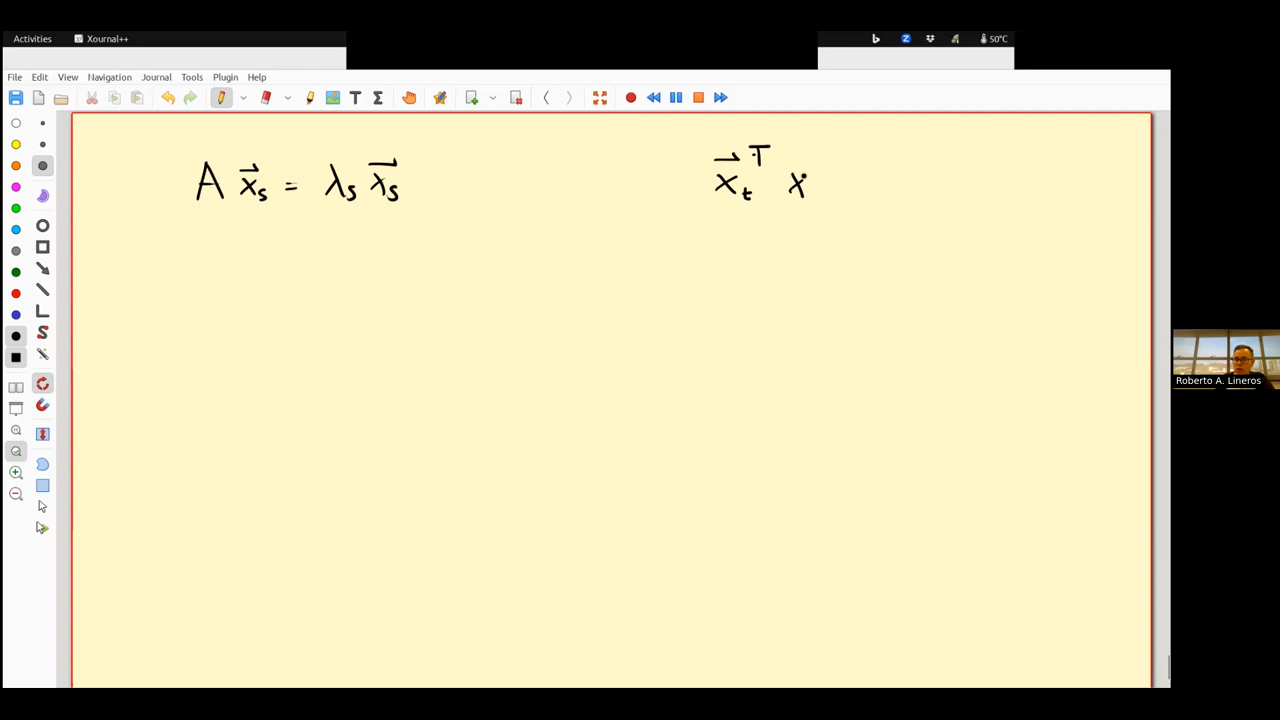 Activities Xournal++ 50°C
File Edit View Navigation Journal Tools Plugin Help
A x⃗ₛ = λₛ x⃗ₛ x⃗ₜᵀ x
Roberto A. Lineros